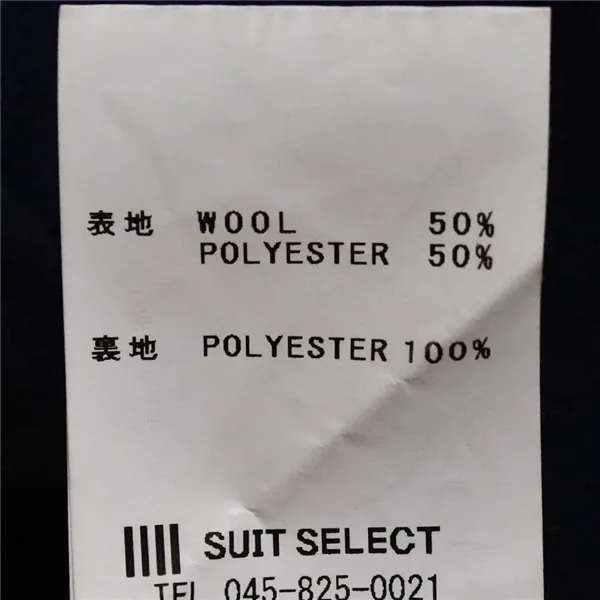 表地 WOOL 50%
POLYESTER 50%
裏地 POLYESTER 100%
SUIT SELECT
TEL 045-825-0021